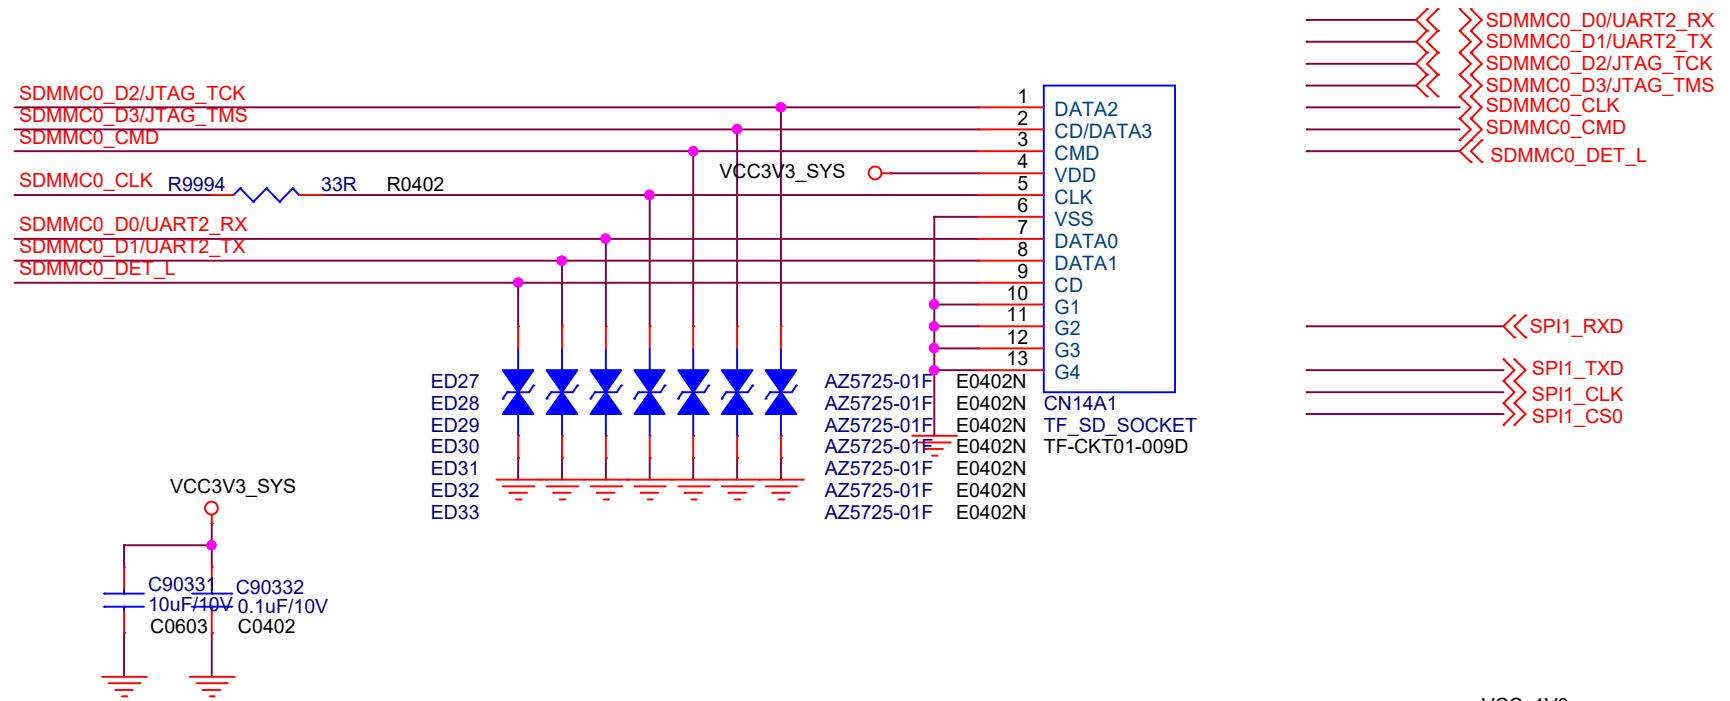 SDMMC0_D0/UART2_RX
SDMMC0_D1/UART2_TX
SDMMC0_D2/JTAG_TCK
SDMMC0_D3/JTAG_TMS
SDMMC0_CLK
SDMMC0_CMD
SDMMC0_DET_L
SDMMC0_D2/JTAG_TCK
SDMMC0_D3/JTAG_TMS
SDMMC0_CMD
SDMMC0_CLK R9994 33R R0402
SDMMC0_D0/UART2_RX
SDMMC0_D1/UART2_TX
SDMMC0_DET_L
VCC3V3_SYS
1 DATA2
2 CD/DATA3
3 CMD
4 VDD
5 CLK
6 VSS
7 DATA0
8 DATA1
9 CD
10 G1
11 G2
12 G3
13 G4
CN14A1
TF_SD_SOCKET
TF-CKT01-009D
SPI1_RXD
SPI1_TXD
SPI1_CLK
SPI1_CS0
ED27 AZ5725-01F E0402N
ED28 AZ5725-01F E0402N
ED29 AZ5725-01F E0402N
ED30 AZ5725-01F E0402N
ED31 AZ5725-01F E0402N
ED32 AZ5725-01F E0402N
ED33 AZ5725-01F E0402N
VCC3V3_SYS
C90331
10uF/10V
C0603
C90332
0.1uF/10V
C0402